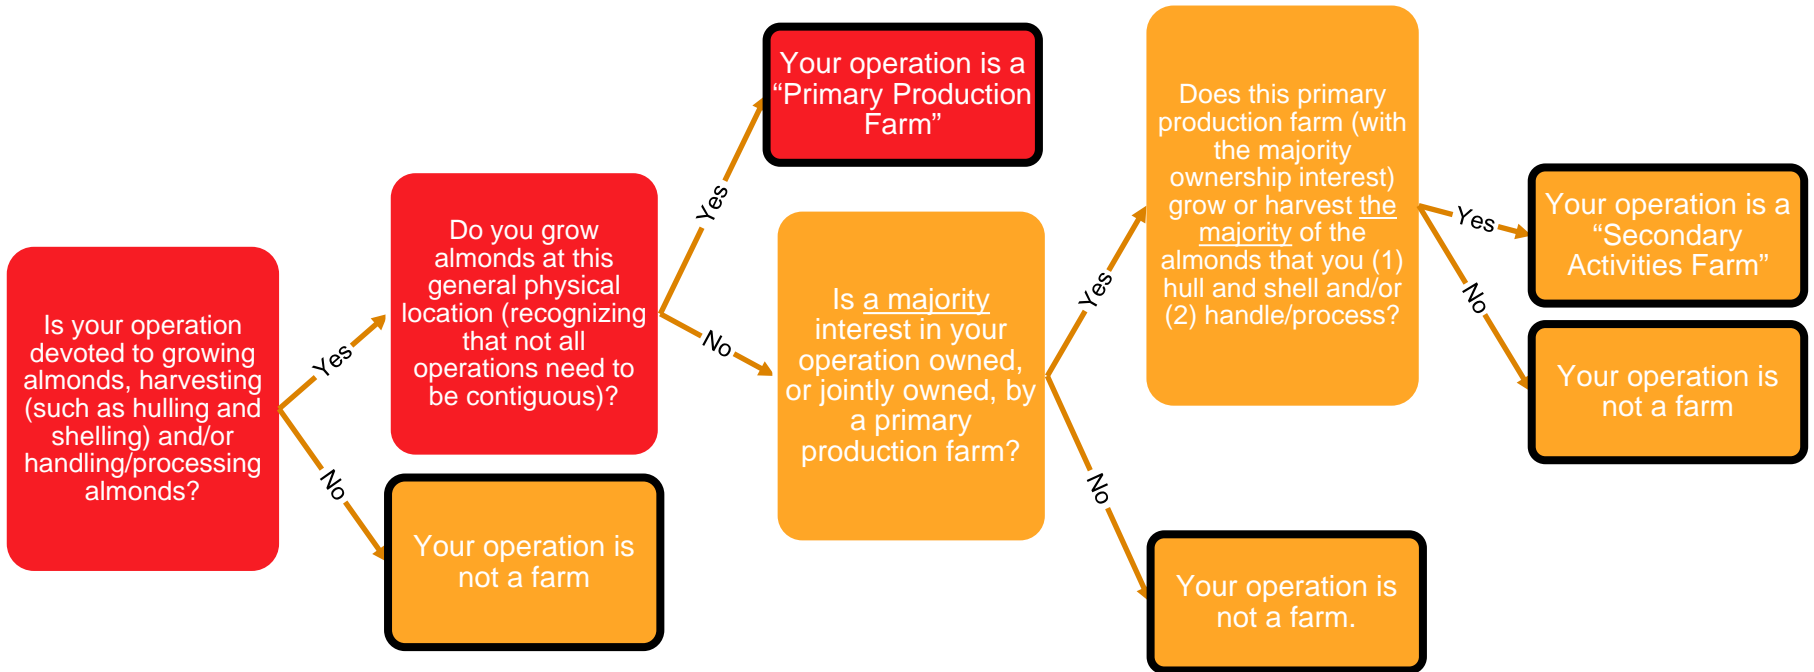 Is your operation
devoted to growing
almonds, harvesting
(such as hulling and
shelling) and/or
handling/processing
almonds?
Yes
No
Do you grow
almonds at this
general physical
location (recognizing
that not all
operations need to
be contiguous)?
Your operation is
not a farm
Yes
No
Your operation is a
“Primary Production
Farm”
Is a majority
interest in your
operation owned,
or jointly owned, by
a primary
production farm?
Yes
No
Does this primary
production farm (with
the majority
ownership interest)
grow or harvest the
majority of the
almonds that you (1)
hull and shell and/or
(2) handle/process?
Your operation is
not a farm.
Yes
No
Your operation is a
“Secondary
Activities Farm”
Your operation is
not a farm